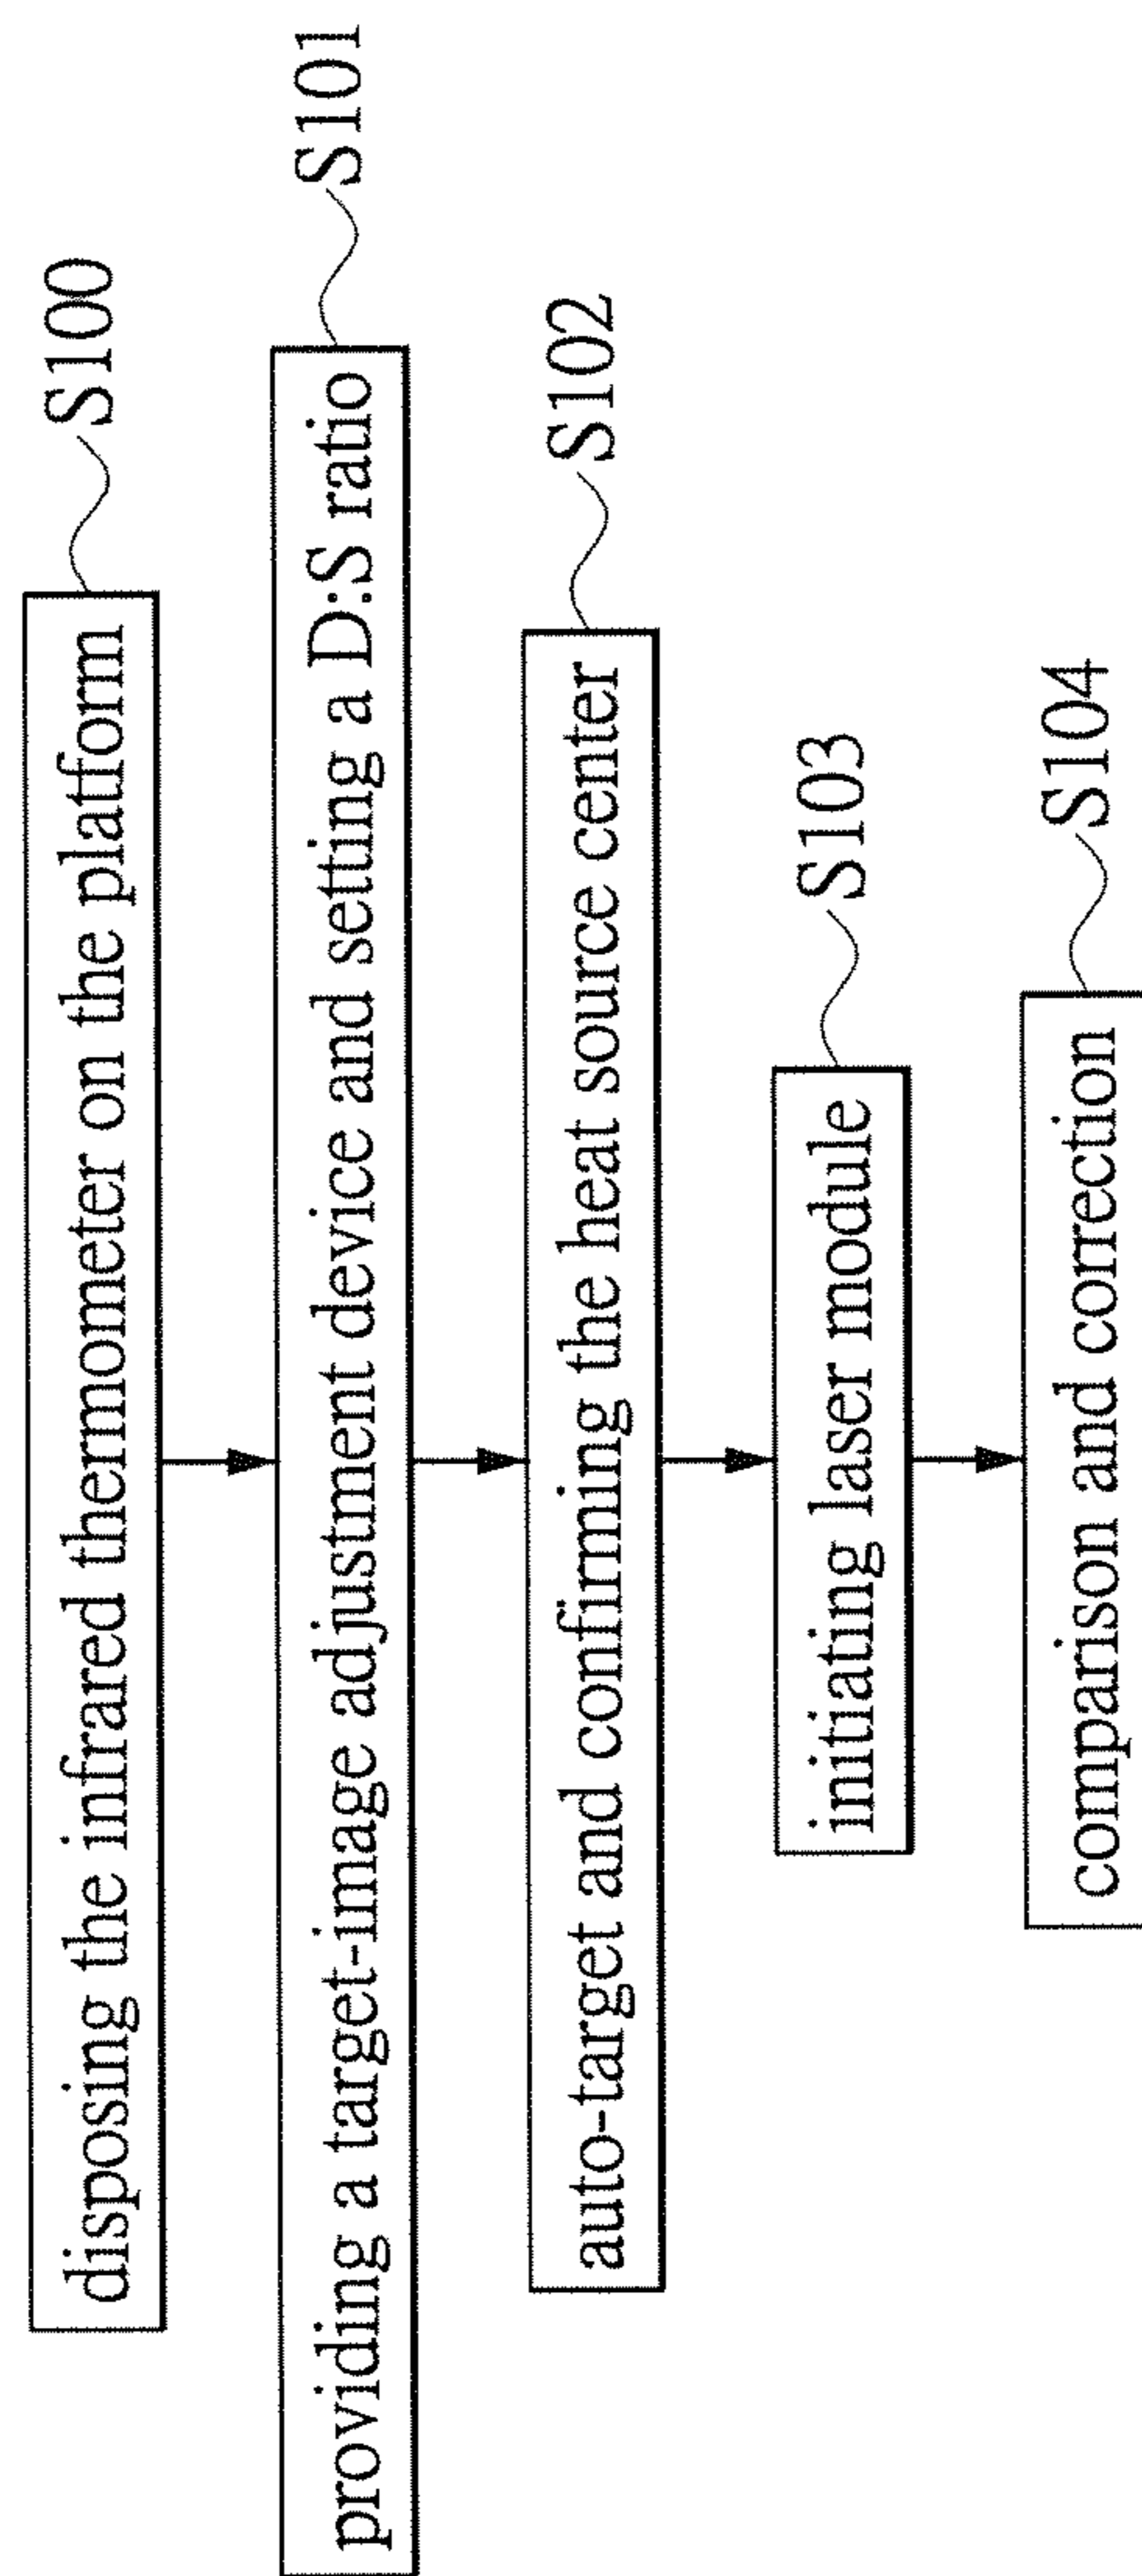 disposing the infrared thermometer on the platform
S100
providing a target-image adjustment device and setting a D:S ratio
S101
auto-target and confirming the heat source center
S102
initiating laser module
S103
comparison and correction
S104